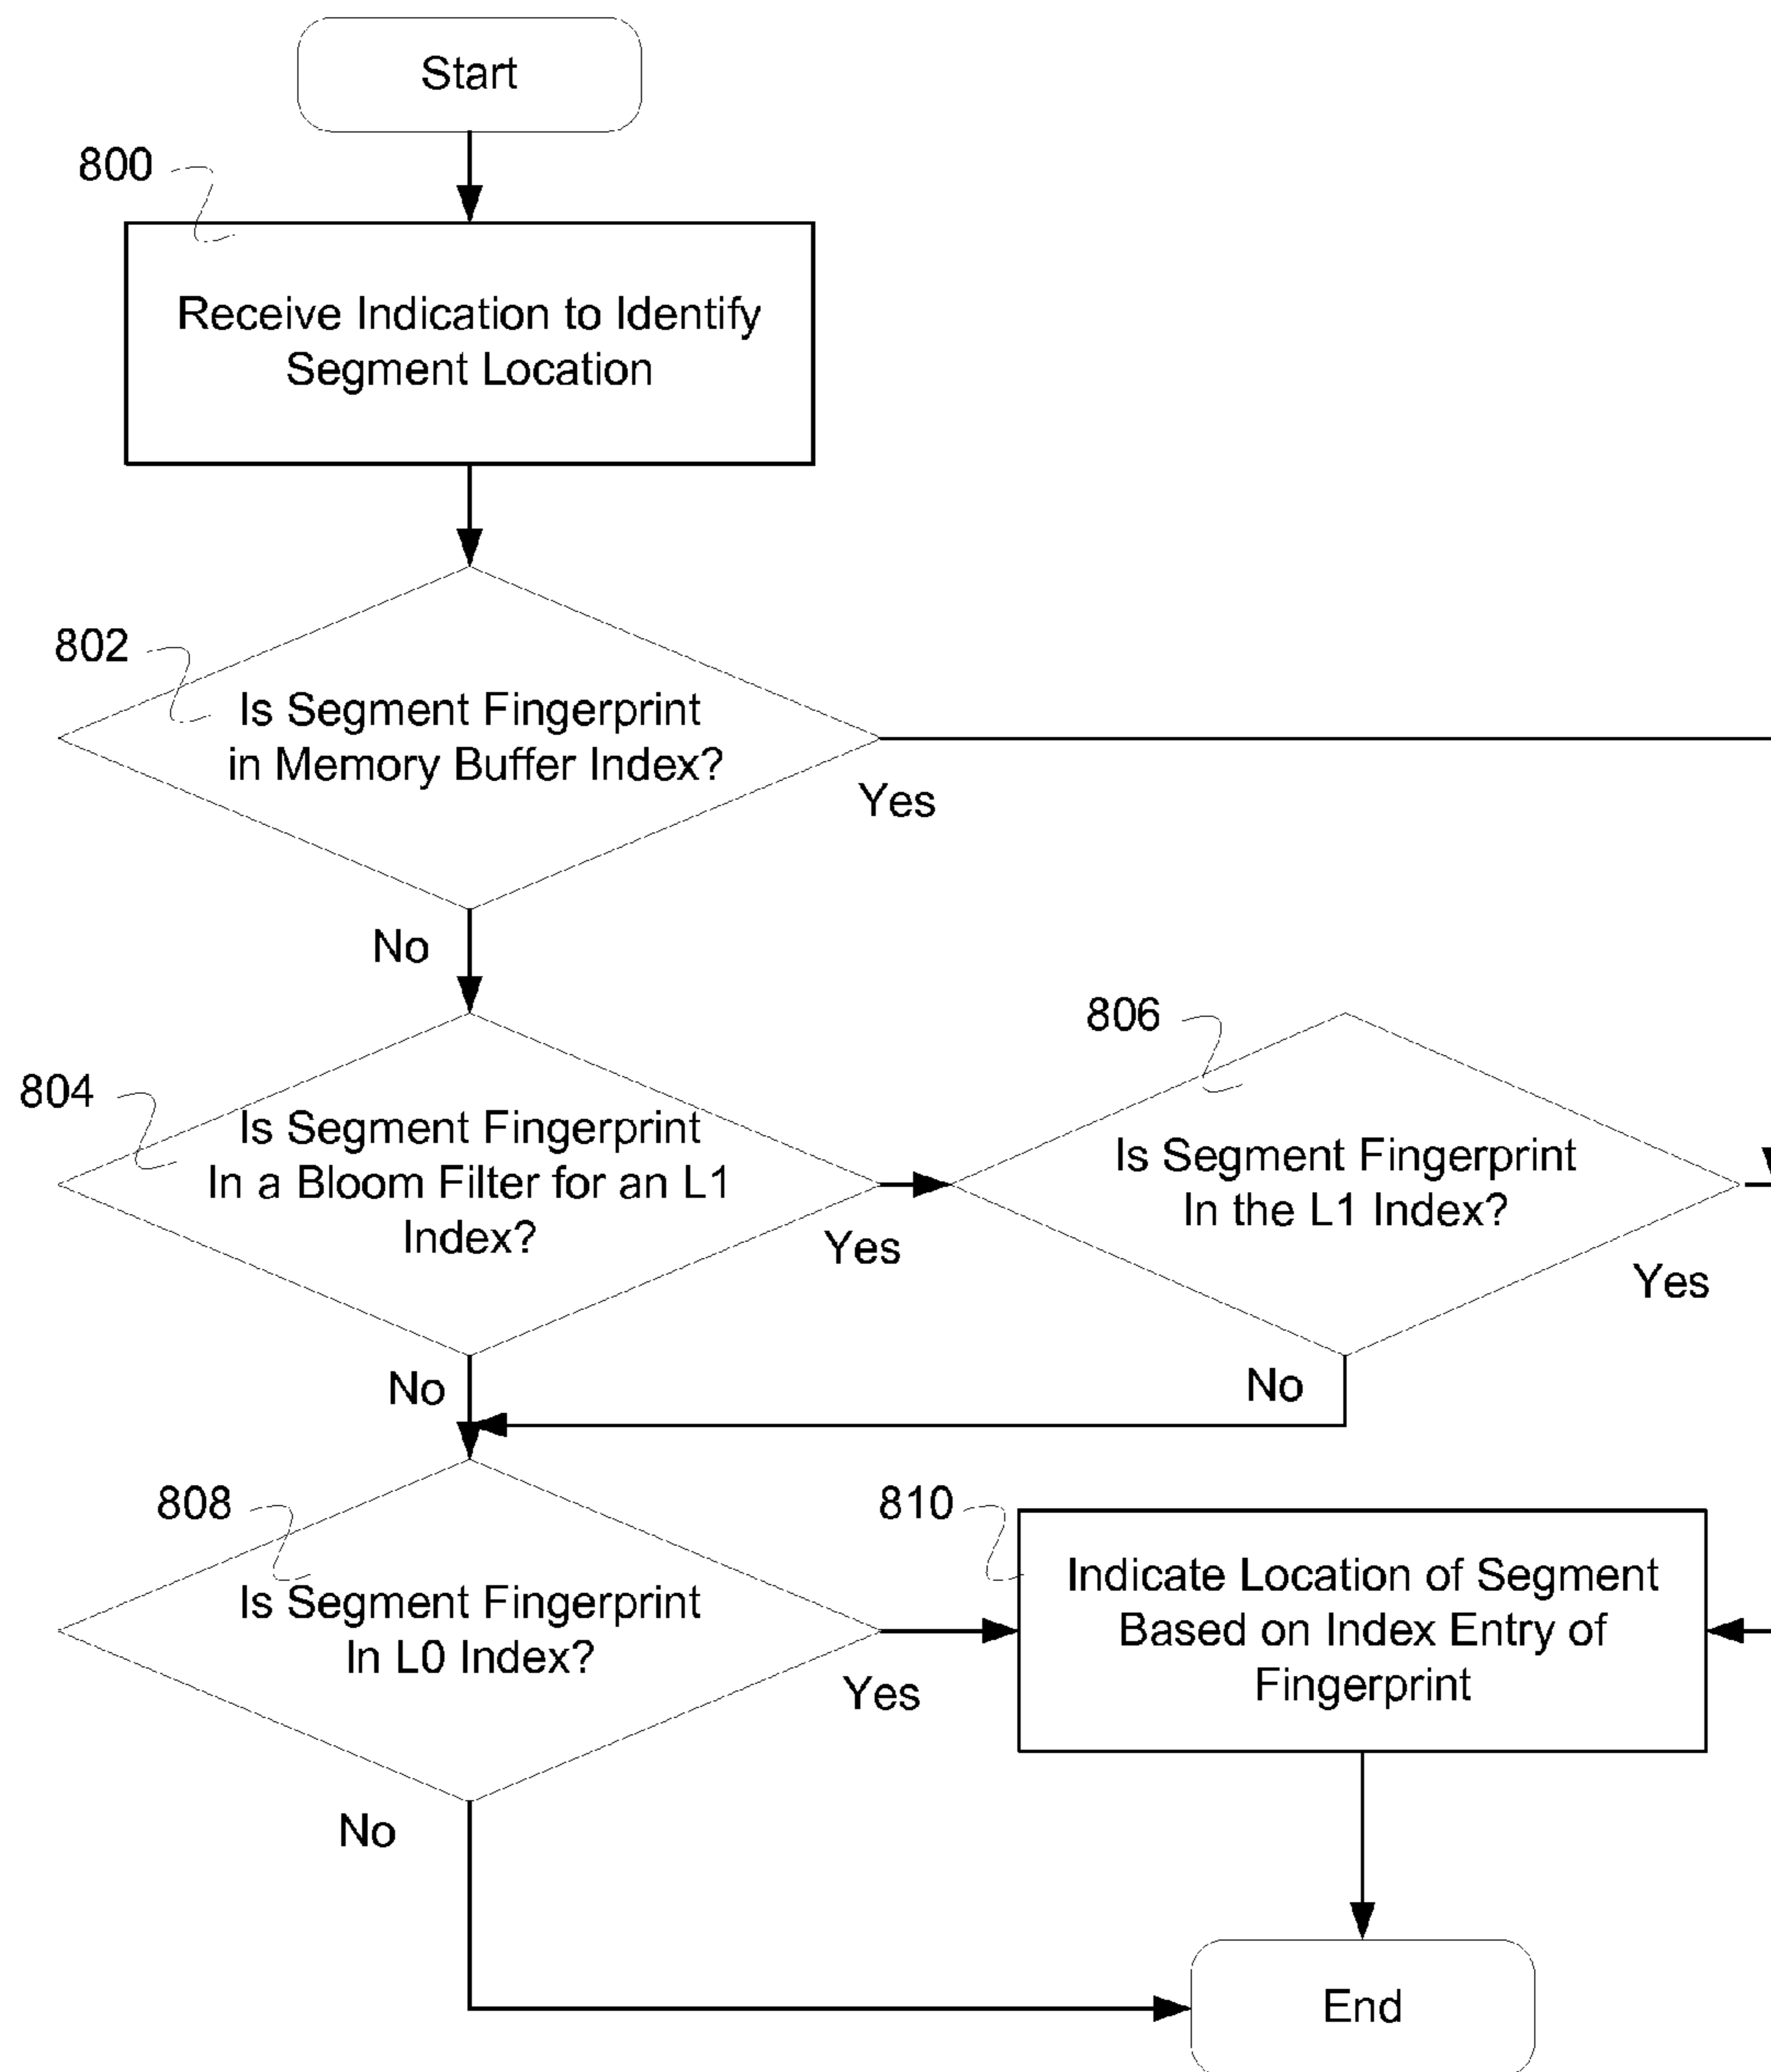 Start
800
Receive Indication to Identify
Segment Location
802
Is Segment Fingerprint
in Memory Buffer Index?
Yes
No
804
Is Segment Fingerprint
In a Bloom Filter for an L1
Index?
Yes
806
Is Segment Fingerprint
In the L1 Index?
Yes
No
No
808
Is Segment Fingerprint
In L0 Index?
Yes
810
Indicate Location of Segment
Based on Index Entry of
Fingerprint
No
End